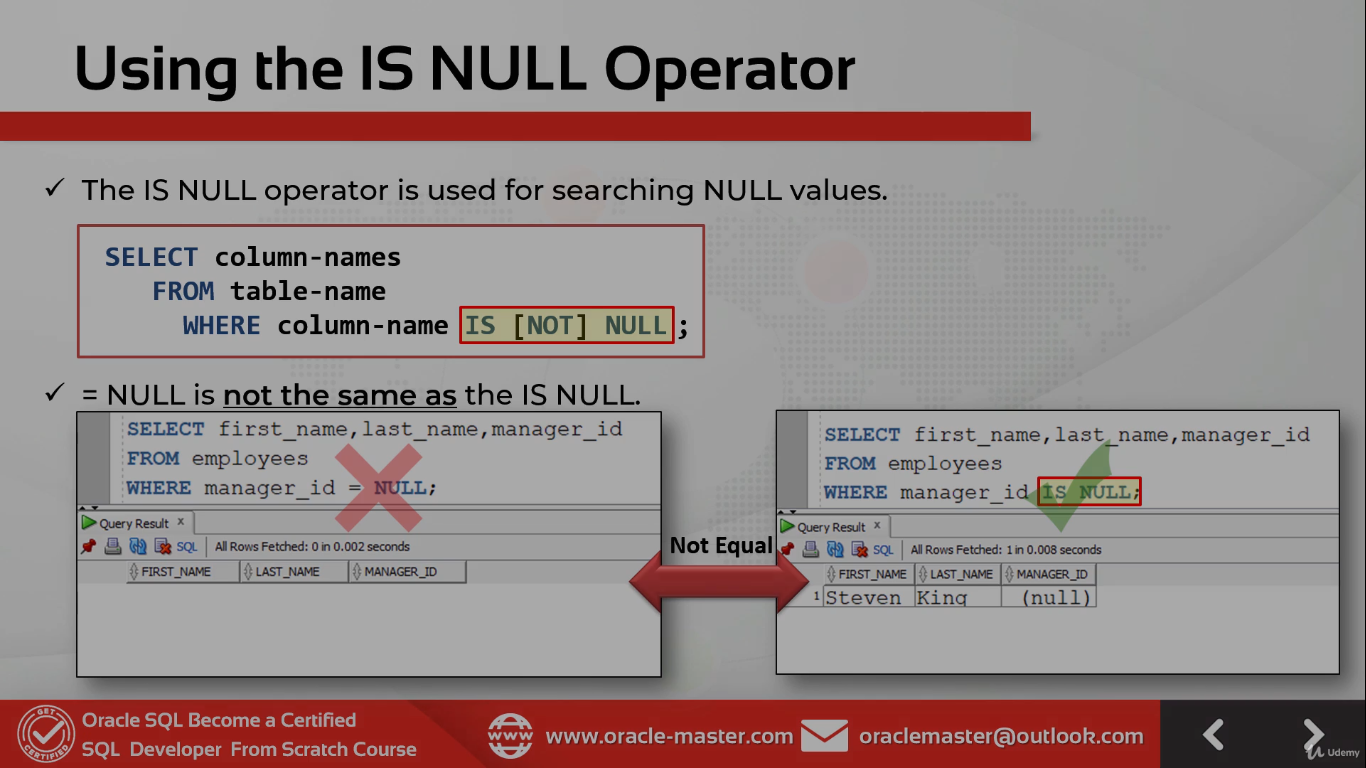 Using the IS NULL Operator
✓ The IS NULL operator is used for searching NULL values.
SELECT column-names
FROM table-name
WHERE column-name IS [NOT] NULL;
✓ = NULL is not the same as the IS NULL.
SELECT first_name,last_name,manager_id
FROM employees
WHERE manager_id = NULL;
Query Result ×
SQL | All Rows Fetched: 0 in 0.002 seconds
FIRST_NAME LAST_NAME MANAGER_ID
Not Equal
SELECT first_name,last_name,manager_id
FROM employees
WHERE manager_id IS NULL;
Query Result ×
SQL | All Rows Fetched: 1 in 0.008 seconds
FIRST_NAME LAST_NAME MANAGER_ID
1 Steven King (null)
GET CERTIFIED
Oracle SQL Become a Certified
SQL Developer From Scratch Course
www
www.oracle-master.com
oraclemaster@outlook.com
Udemy